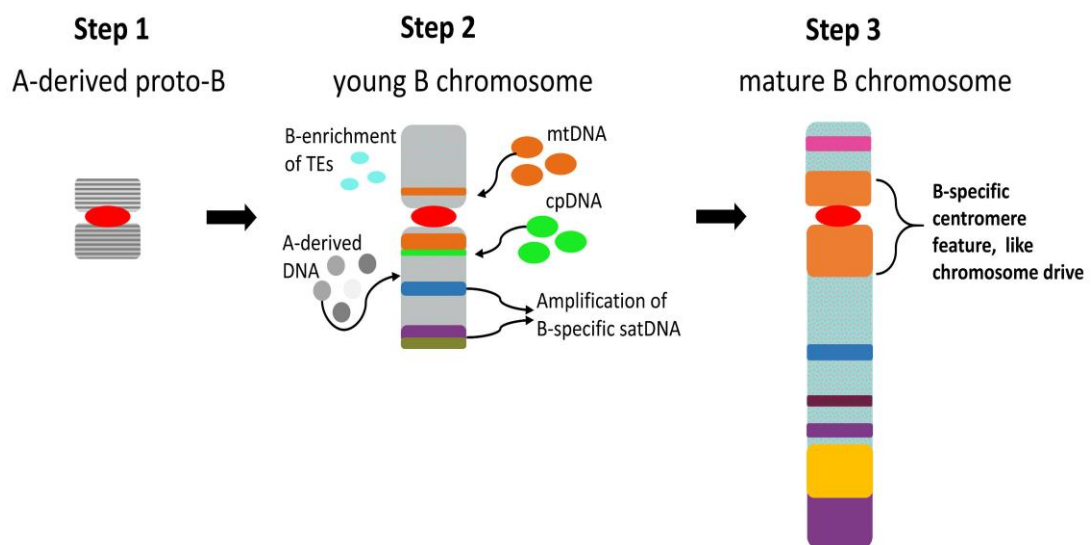 Step 1
A-derived proto-B
Step 2
young B chromosome
B-enrichment
of TEs
mtDNA
cpDNA
A-derived
DNA
Amplification of
B-specific satDNA
Step 3
mature B chromosome
B-specific
centromere
feature, like
chromosome drive